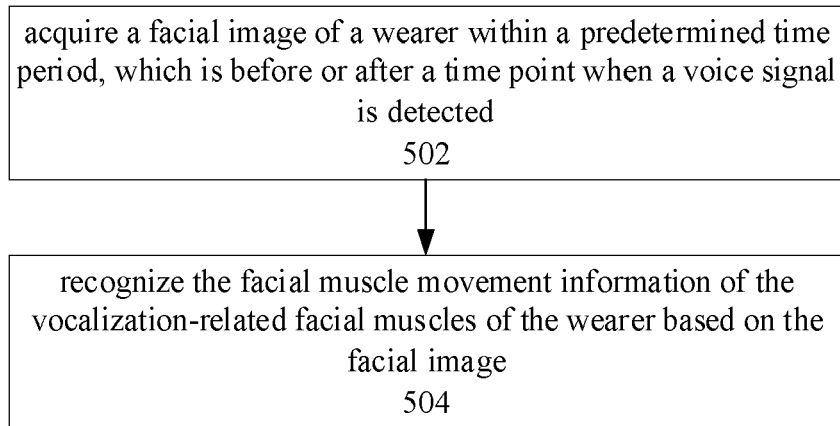 acquire a facial image of a wearer within a predetermined time
period, which is before or after a time point when a voice signal
is detected
502
recognize the facial muscle movement information of the
vocalization-related facial muscles of the wearer based on the
facial image
504